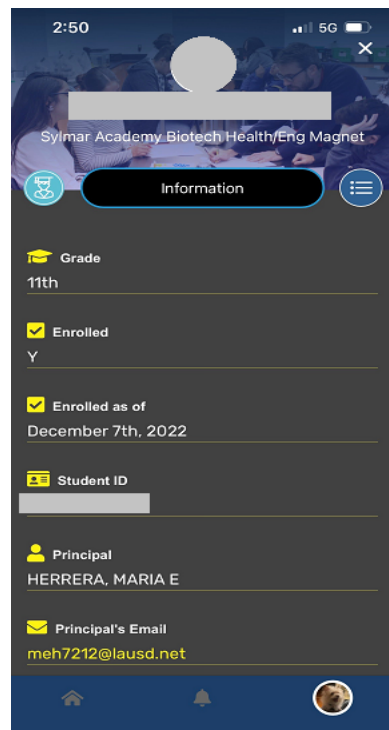 2:50
5G
Sylmar Academy Biotech Health/Eng Magnet
Information
Grade
11th
Enrolled
Y
Enrolled as of
December 7th, 2022
Student ID
Principal
HERRERA, MARIA E
Principal's Email
meh7212@lausd.net